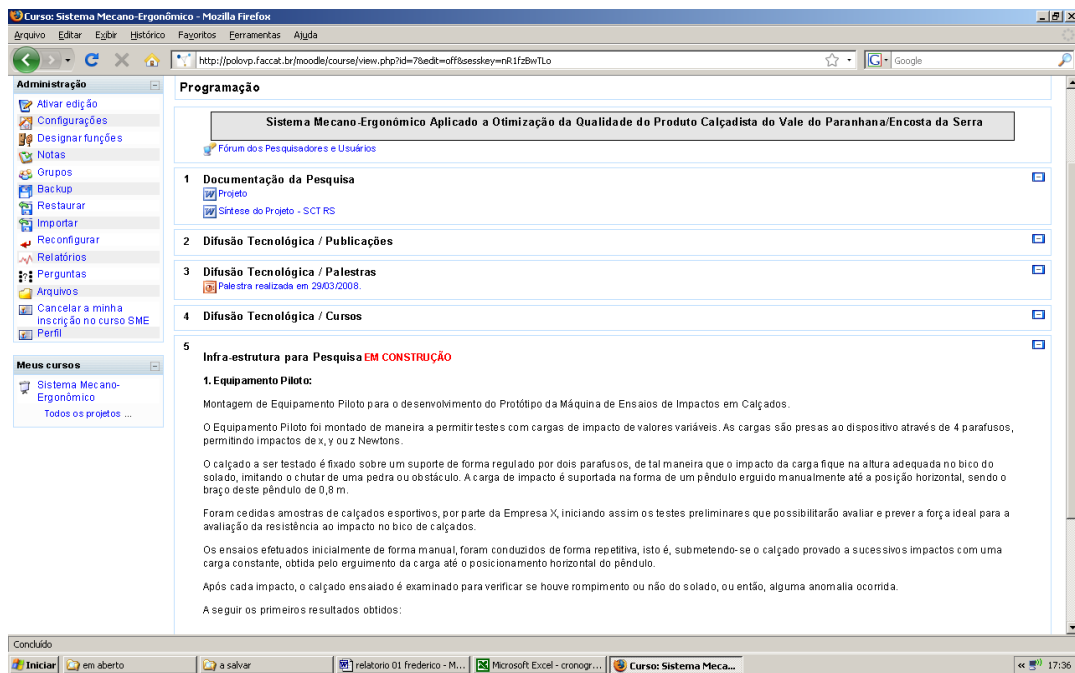 Curso: Sistema Mecano-Ergonômico - Mozilla Firefox
Arquivo Editar Exibir Histórico Favoritos Ferramentas Ajuda
http://polovp.faccat.br/moodle/course/view.php?id=7&edit=off&sesskey=nR1fzBwTLo
G Google
Administração
Ativar edição
Configurações
Designar funções
Notas
Grupos
Backup
Restaurar
Importar
Reconfigurar
Relatórios
Perguntas
Arquivos
Cancelar a minha
inscrição no curso SME
Perfil
Meus cursos
Sistema Mecano-
Ergonômico
Todos os projetos ...
Programação
Sistema Mecano-Ergonómico Aplicado a Otimização da Qualidade do Produto Calçadista do Vale do Paranhana/Encosta da Serra
Fórum dos Pesquisadores e Usuários
1 Documentação da Pesquisa
Projeto
Síntese do Projeto - SCT RS
2 Difusão Tecnológica / Publicações
3 Difusão Tecnológica / Palestras
Palestra realizada em 29/03/2008.
4 Difusão Tecnológica / Cursos
5
Infra-estrutura para Pesquisa EM CONSTRUÇÃO
1. Equipamento Piloto:
Montagem de Equipamento Piloto para o desenvolvimento do Protótipo da Máquina de Ensaios de Impactos em Calçados.
O Equipamento Piloto foi montado de maneira a permitir testes com cargas de impacto de valores variáveis. As cargas são presas ao dispositivo através de 4 parafusos,
permitindo impactos de x, y ou z Newtons.
O calçado a ser testado é fixado sobre um suporte de forma regulado por dois parafusos, de tal maneira que o impacto da carga fique na altura adequada no bico do
solado, imitando o chutar de uma pedra ou obstáculo. A carga de impacto é suportada na forma de um pêndulo erguido manualmente até a posição horizontal, sendo o
braço deste pêndulo de 0,8 m.
Foram cedidas amostras de calçados esportivos, por parte da Empresa X, iniciando assim os testes preliminares que possibilitarão avaliar e prever a força ideal para a
avaliação da resistência ao impacto no bico de calçados.
Os ensaios efetuados inicialmente de forma manual, foram conduzidos de forma repetitiva, isto é, submetendo-se o calçado provado a sucessivos impactos com uma
carga constante, obtida pelo erguimento da carga até o posicionamento horizontal do pêndulo.
Após cada impacto, o calçado ensaiado é examinado para verificar se houve rompimento ou não do solado, ou então, alguma anomalia ocorrida.
A seguir os primeiros resultados obtidos:
Concluído
Iniciar em aberto a salvar relatorio 01 frederico - M... Microsoft Excel - cronogr... Curso: Sistema Meca... « 17:36